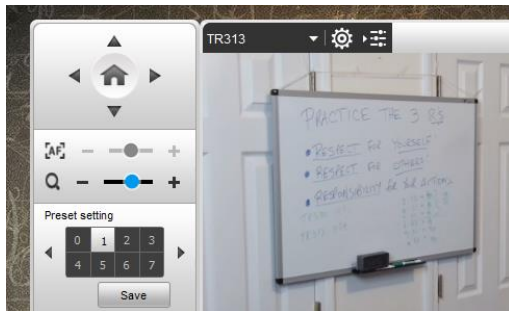 TR313
[AF]
Preset setting
0 1 2 3
4 5 6 7
Save
PRACTICE THE 3 RS
• RESPECT FOR YOURSELF
• RESPECT FOR OTHERS
• RESPONSIBILITY for Your ACTIONS